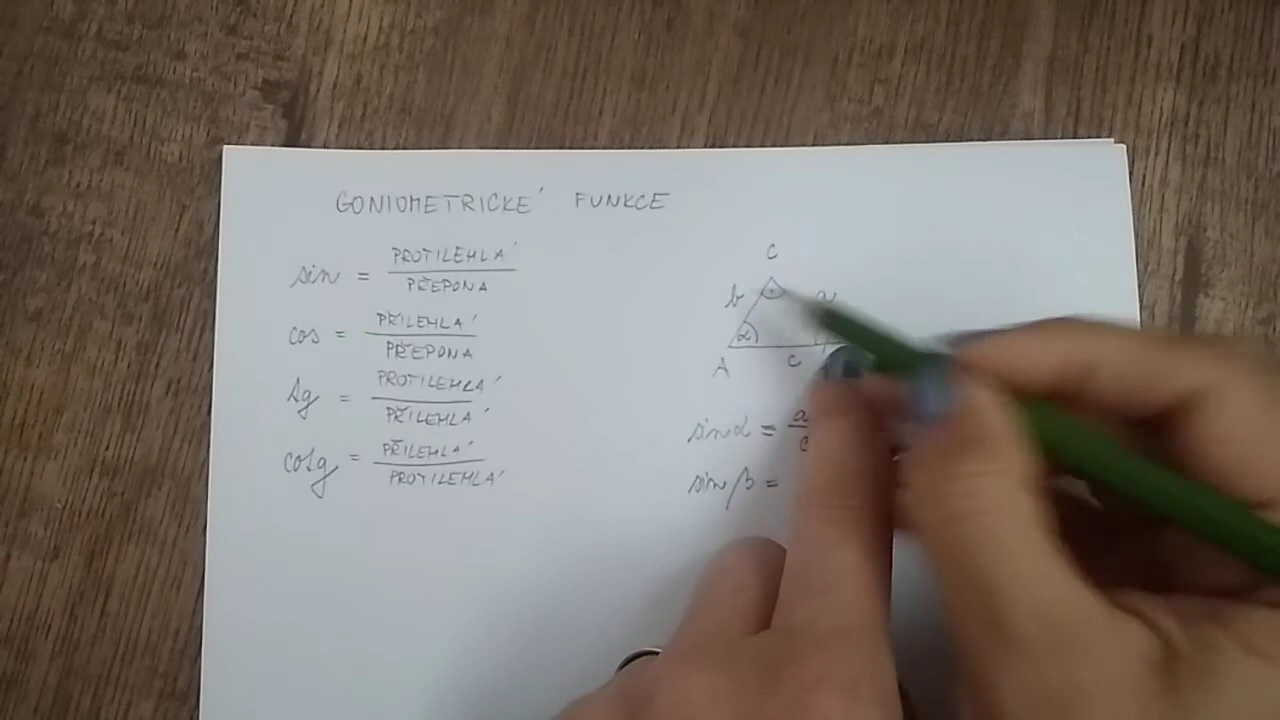 GONIOMETRICKÉ FUNKCE
sin = PROTILEHLÁ / PŘEPONA
cos = PŘILEHLÁ / PŘEPONA
tg = PROTILEHLÁ / PŘILEHLÁ
cotg = PŘILEHLÁ / PROTILEHLÁ
C
b a
α
A c
sin α = a / c
sin β =